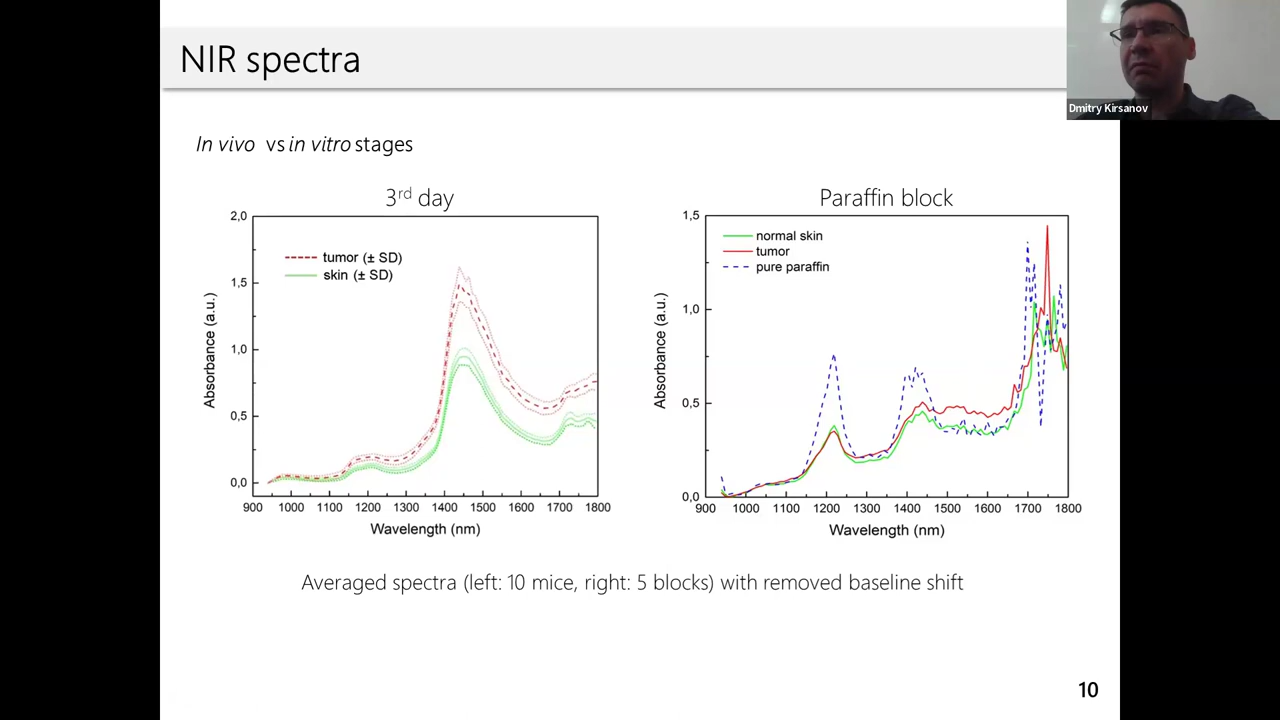 NIR spectra
Dmitry Kirsanov
In vivo vs in vitro stages
3rd day
2,0
1,5
1,0
0,5
0,0
Absorbance (a.u.)
tumor (± SD)
skin (± SD)
900 1000 1100 1200 1300 1400 1500 1600 1700 1800
Wavelength (nm)
Paraffin block
1,5
1,0
0,5
0,0
Absorbance (a.u.)
normal skin
tumor
pure paraffin
900 1000 1100 1200 1300 1400 1500 1600 1700 1800
Wavelength (nm)
Averaged spectra (left: 10 mice, right: 5 blocks) with removed baseline shift
10